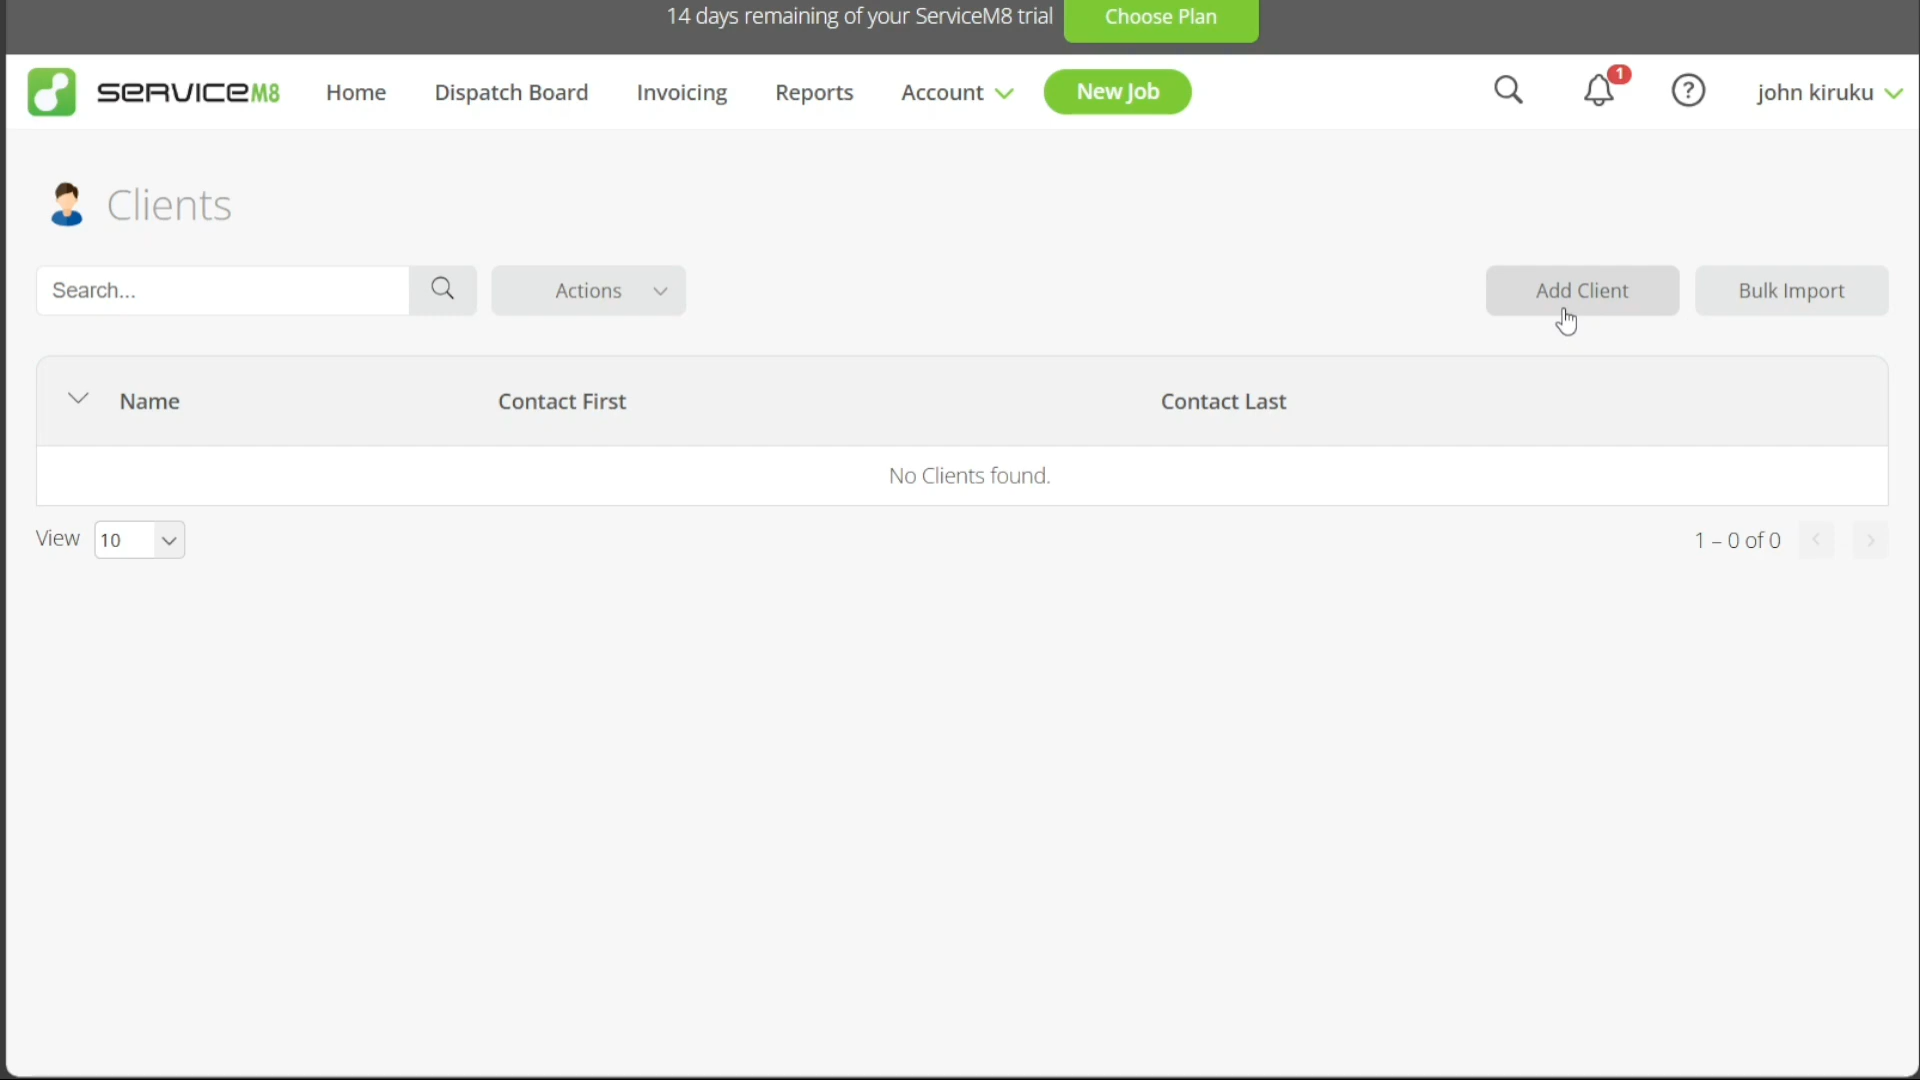 14 days remaining of your ServiceM8 trial Choose Plan
SERVICEM8 Home Dispatch Board Invoicing Reports Account New Job 1 ? john kiruku
Clients
Search... Actions Add Client Bulk Import
Name Contact First Contact Last
No Clients found.
View 10 1 – 0 of 0